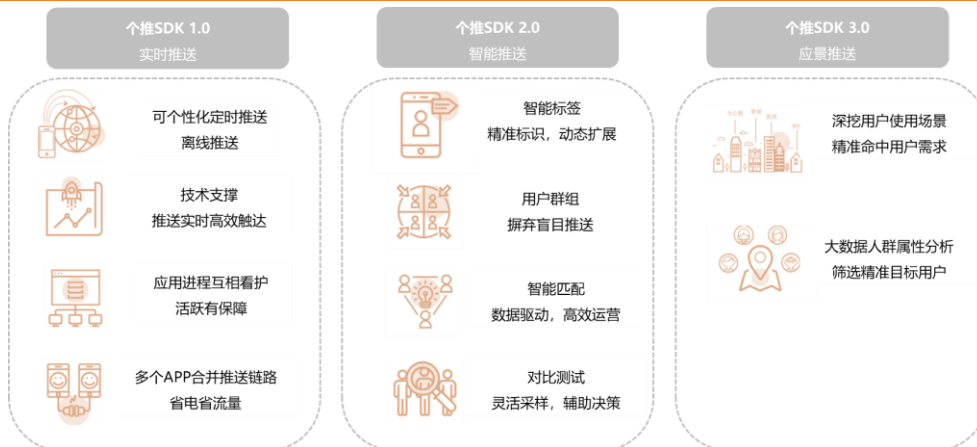 个推SDK 1.0
实时推送
可个性化定时推送
离线推送
技术支撑
推送实时高效触达
应用进程互相看护
活跃有保障
多个APP合并推送链路
省电省流量
个推SDK 2.0
智能推送
智能标签
精准标识，动态扩展
用户群组
摒弃盲目推送
智能匹配
数据驱动，高效运营
对比测试
灵活采样，辅助决策
个推SDK 3.0
应景推送
深挖用户使用场景
精准命中用户需求
大数据人群属性分析
筛选精准目标用户